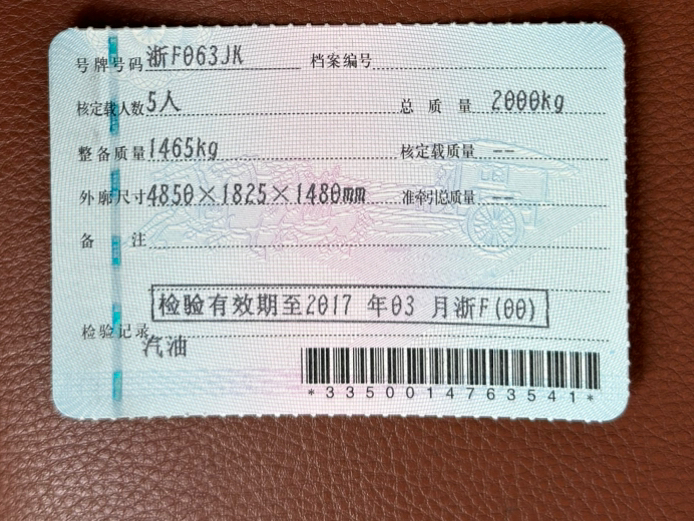 号牌号码 浙F063JK 档案编号
核定载人数 5人 总质量 2000kg
整备质量 1465kg 核定载质量 --
外廓尺寸 4850×1825×1480mm 准牵引总质量 --
备注
检验有效期至2017 年03 月浙F(00)
检验记录
汽油
*3350014763541*